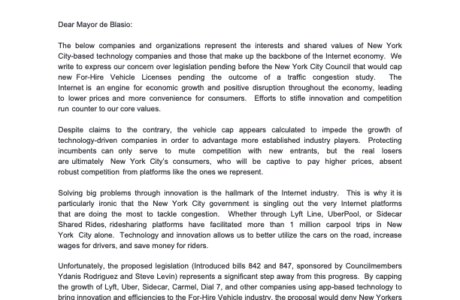 Dear Mayor de Blasio:
The below companies and organizations represent the interests and shared values of New York
City-based technology companies and those that make up the backbone of the Internet economy. We
write to express our concern over legislation pending before the New York City Council that would cap
new For-Hire Vehicle Licenses pending the outcome of a traffic congestion study. The
Internet is an engine for economic growth and positive disruption throughout the economy, leading
to lower prices and more convenience for consumers. Efforts to stifle innovation and competition
run counter to our core values.
Despite claims to the contrary, the vehicle cap appears calculated to impede the growth of
technology-driven companies in order to advantage more established industry players. Protecting
incumbents can only serve to mute competition with new entrants, but the real losers
are ultimately New York City's consumers, who will be captive to pay higher prices, absent
robust competition from platforms like the ones we represent.
Solving big problems through innovation is the hallmark of the Internet industry. This is why it is
particularly ironic that the New York City government is singling out the very Internet platforms
that are doing the most to tackle congestion. Whether through Lyft Line, UberPool, or Sidecar
Shared Rides, ridesharing platforms have facilitated more than 1 million carpool trips in New
York City alone. Technology and innovation allows us to better utilize the cars on the road, increase
wages for drivers, and save money for riders.
Unfortunately, the proposed legislation (Introduced bills 842 and 847, sponsored by Councilmembers
Ydanis Rodriguez and Steve Levin) represents a significant step away from this progress. By capping
the growth of Lyft, Uber, Sidecar, Carmel, Dial 7, and other companies using app-based technology to
bring innovation and efficiencies to the For-Hire Vehicle industry, the proposal would deny New Yorkers